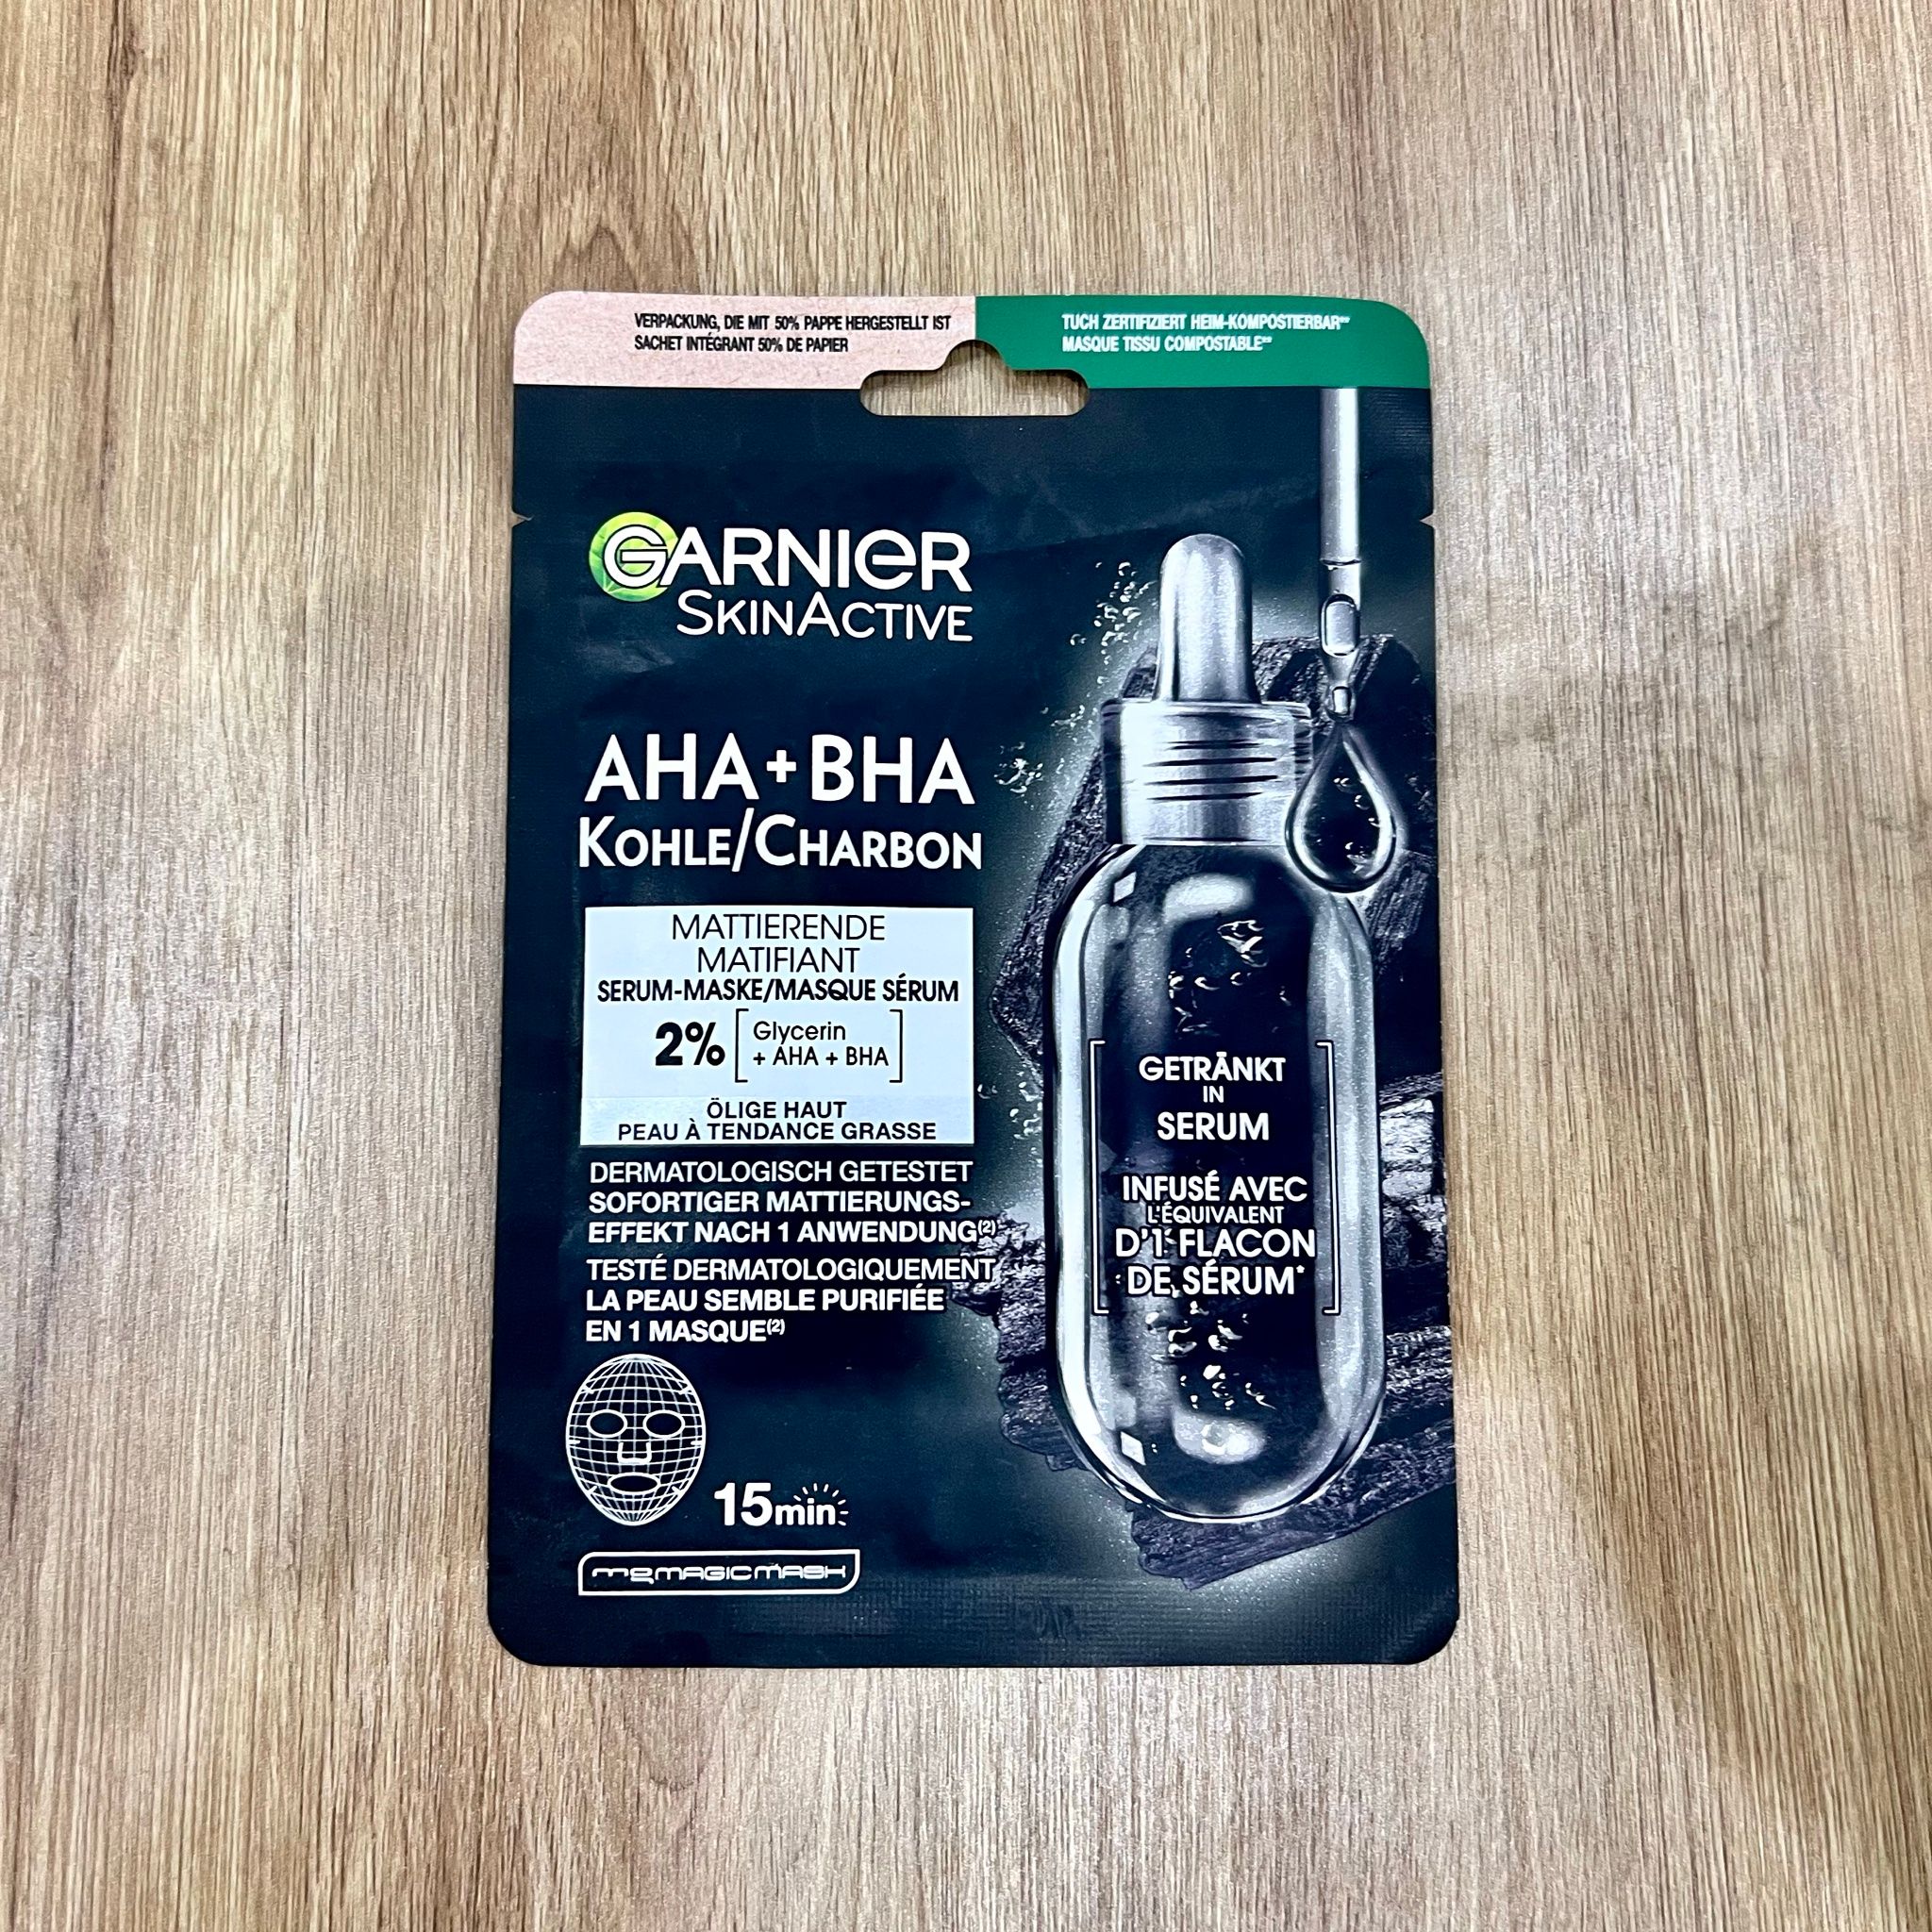 VERPACKUNG, DIE MIT 50% PAPPE HERGESTELLT IST
SACHET INTÉGRANT 50% DE PAPIER
TUCH ZERTIFIZIERT HEIM-KOMPOSTIERBAR**
MASQUE TISSU COMPOSTABLE**
GARNIER
SKINACTIVE
AHA+BHA
KOHLE/CHARBON
MATTIERENDE
MATIFIANT
SERUM-MASKE/MASQUE SÉRUM
2% [Glycerin
+ AHA + BHA]
ÖLIGE HAUT
PEAU À TENDANCE GRASSE
DERMATOLOGISCH GETESTET
SOFORTIGER MATTIERUNGS-
EFFEKT NACH 1 ANWENDUNG(2)
TESTÉ DERMATOLOGIQUEMENT
LA PEAU SEMBLE PURIFIÉE
EN 1 MASQUE(2)
15min
MAGIC MASK
GETRÄNKT
IN
SERUM
INFUSÉ AVEC
L'ÉQUIVALENT
D'1 FLACON
DE SÉRUM*